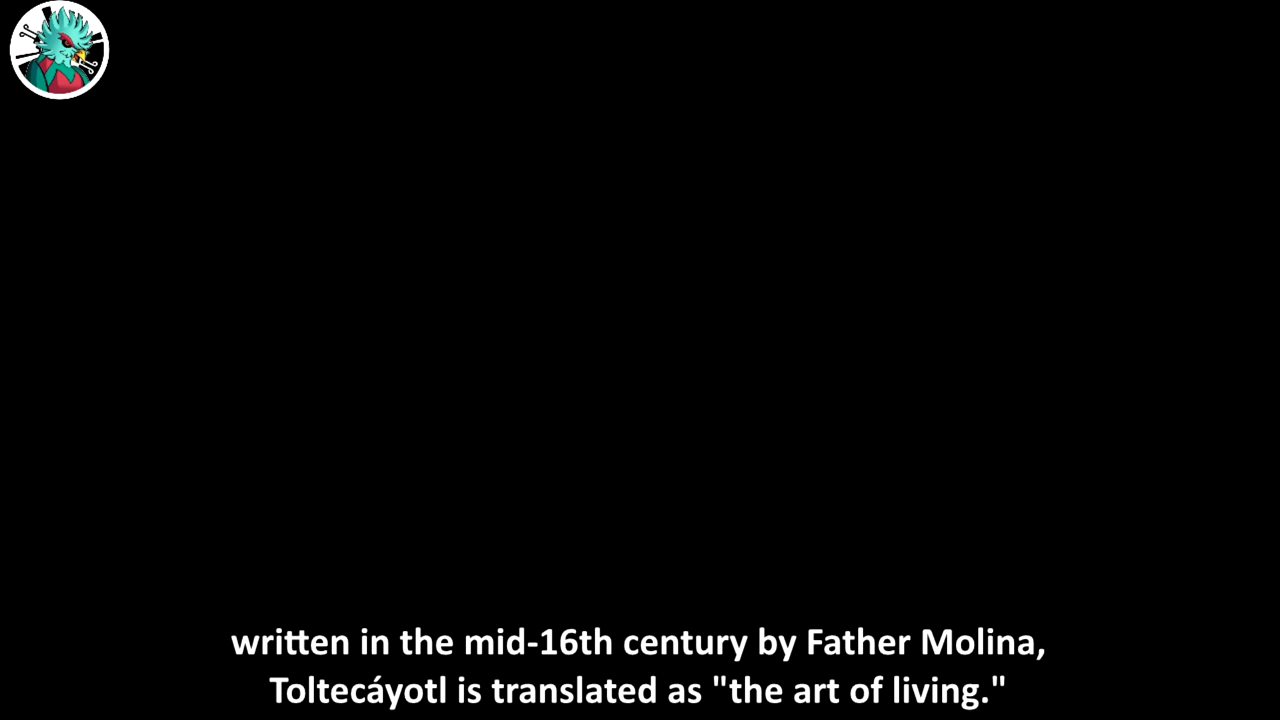 written in the mid-16th century by Father Molina,
Toltecáyotl is translated as "the art of living."